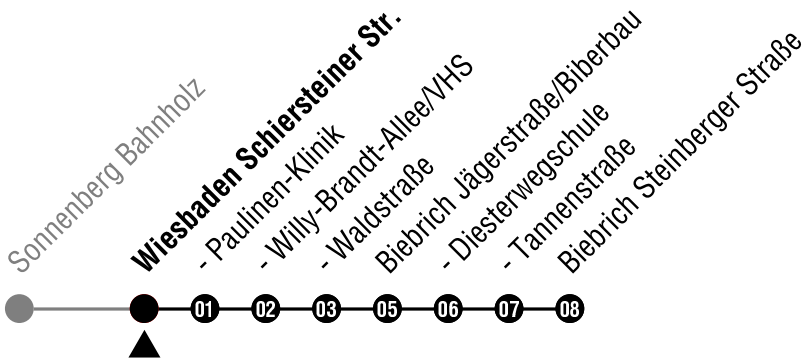 Sonnenberg Bahnholz
Wiesbaden Schiersteiner Str.
- Paulinen-Klinik
- Willy-Brandt-Allee/VHS
- Waldstraße
Biebrich Jägerstraße/Biberbau
- Diesterwegschule
- Tannenstraße
Biebrich Steinberger Straße
01 02 03 05 06 07 08